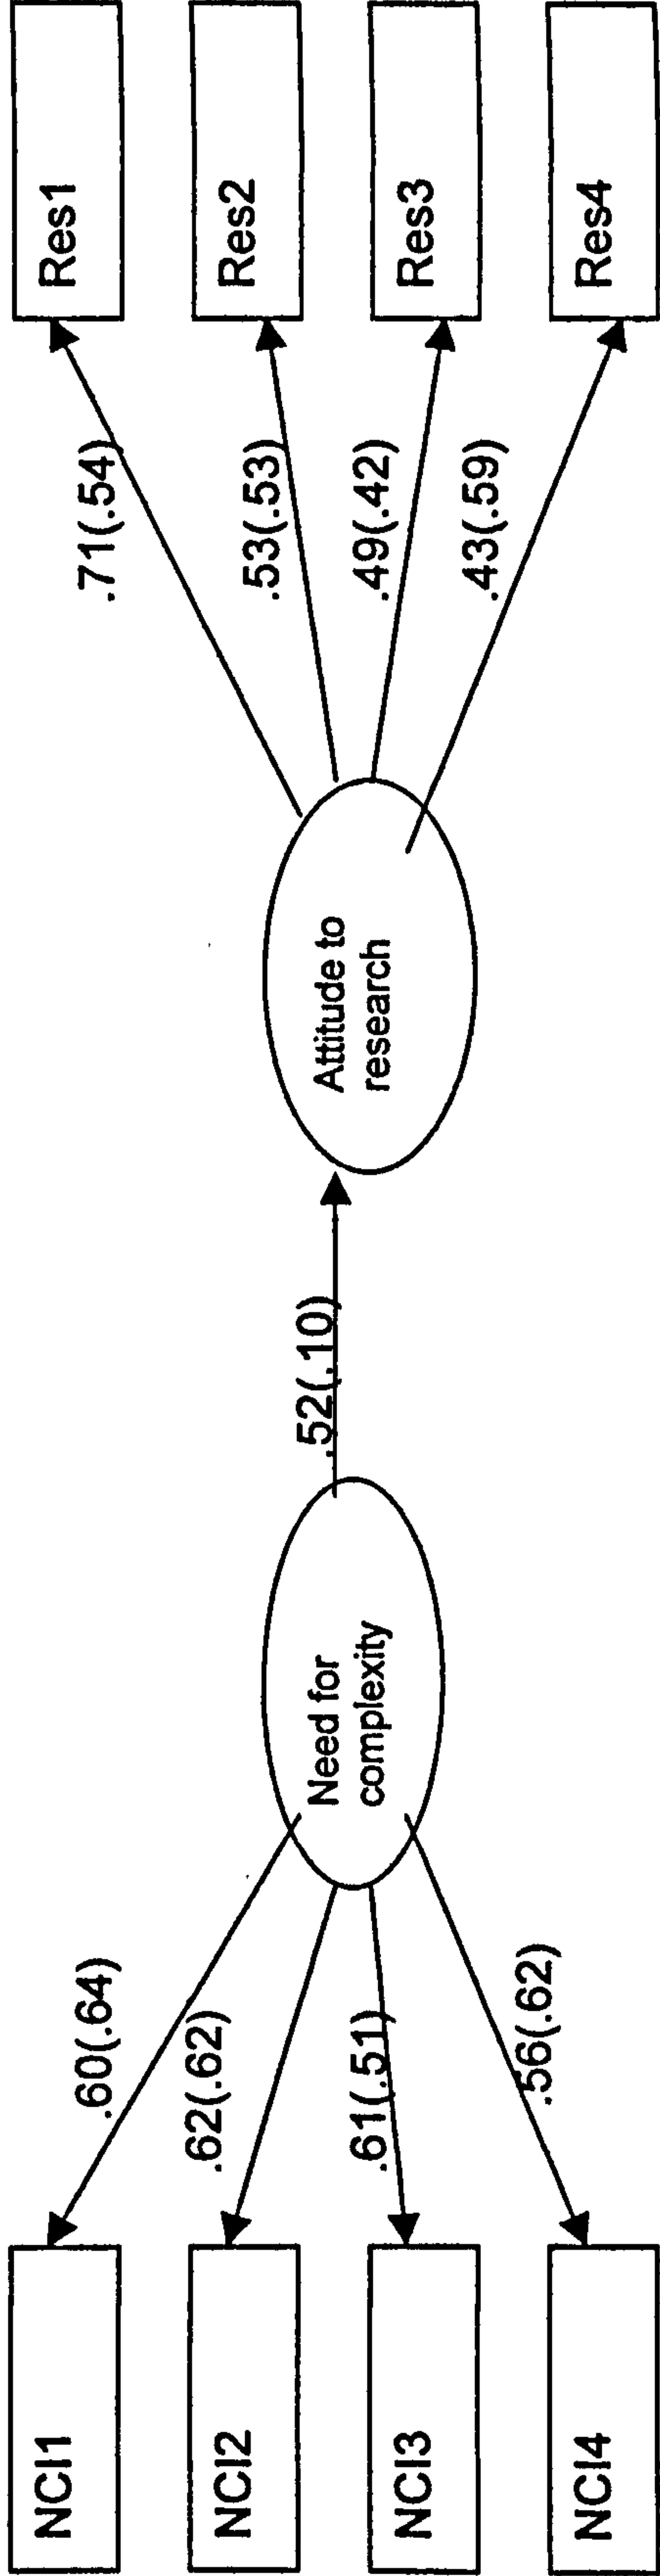 NCI1
NCI2
NCI3
NCI4
.60(.64)
.62(.62)
.61(.51)
.56(.62)
Need for
complexity
.52(.10)
Attitude to
research
.71(.54)
.53(.53)
.49(.42)
.43(.59)
Res1
Res2
Res3
Res4